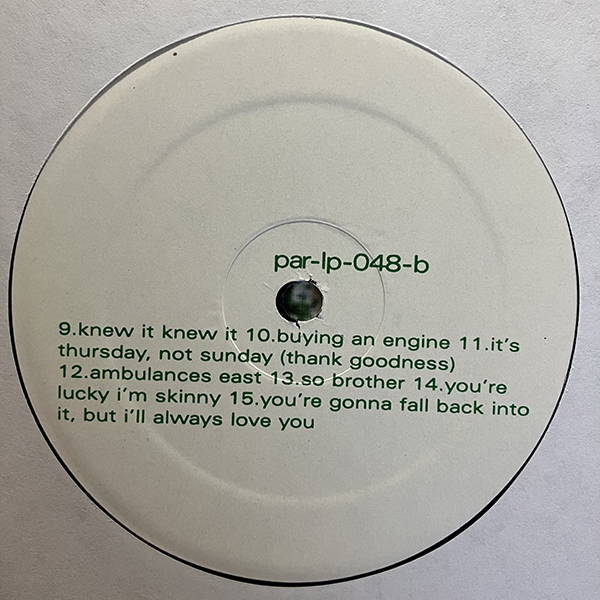 par-lp-048-b
9.knew it knew it 10.buying an engine 11.it's
thursday, not sunday (thank goodness)
12.ambulances east 13.so brother 14.you're
lucky i'm skinny 15.you're gonna fall back into
it, but i'll always love you